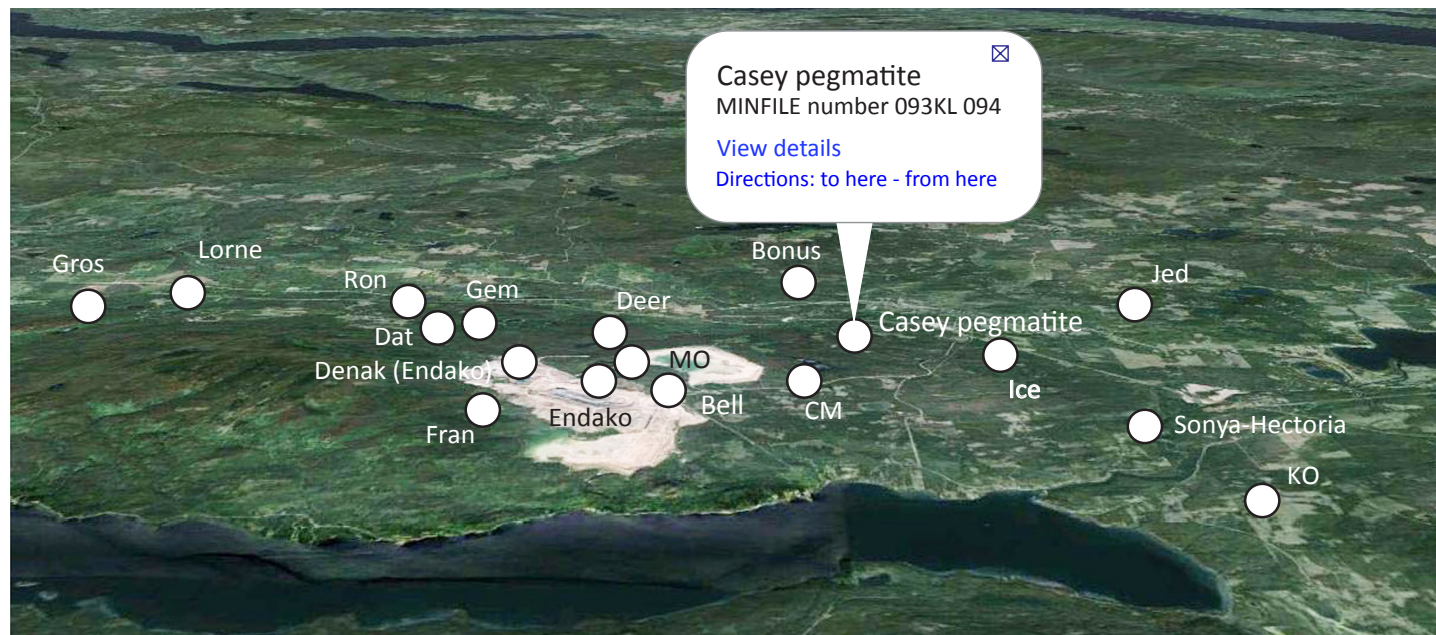 Casey pegmatite
MINFILE number 093KL 094
View details
Directions: to here - from here
Gros
Lorne
Ron
Gem
Dat
Deer
Bonus
Casey pegmatite
Jed
Denak (Endako)
MO
Ice
Endako
Bell
CM
Fran
Sonya-Hectoria
KO